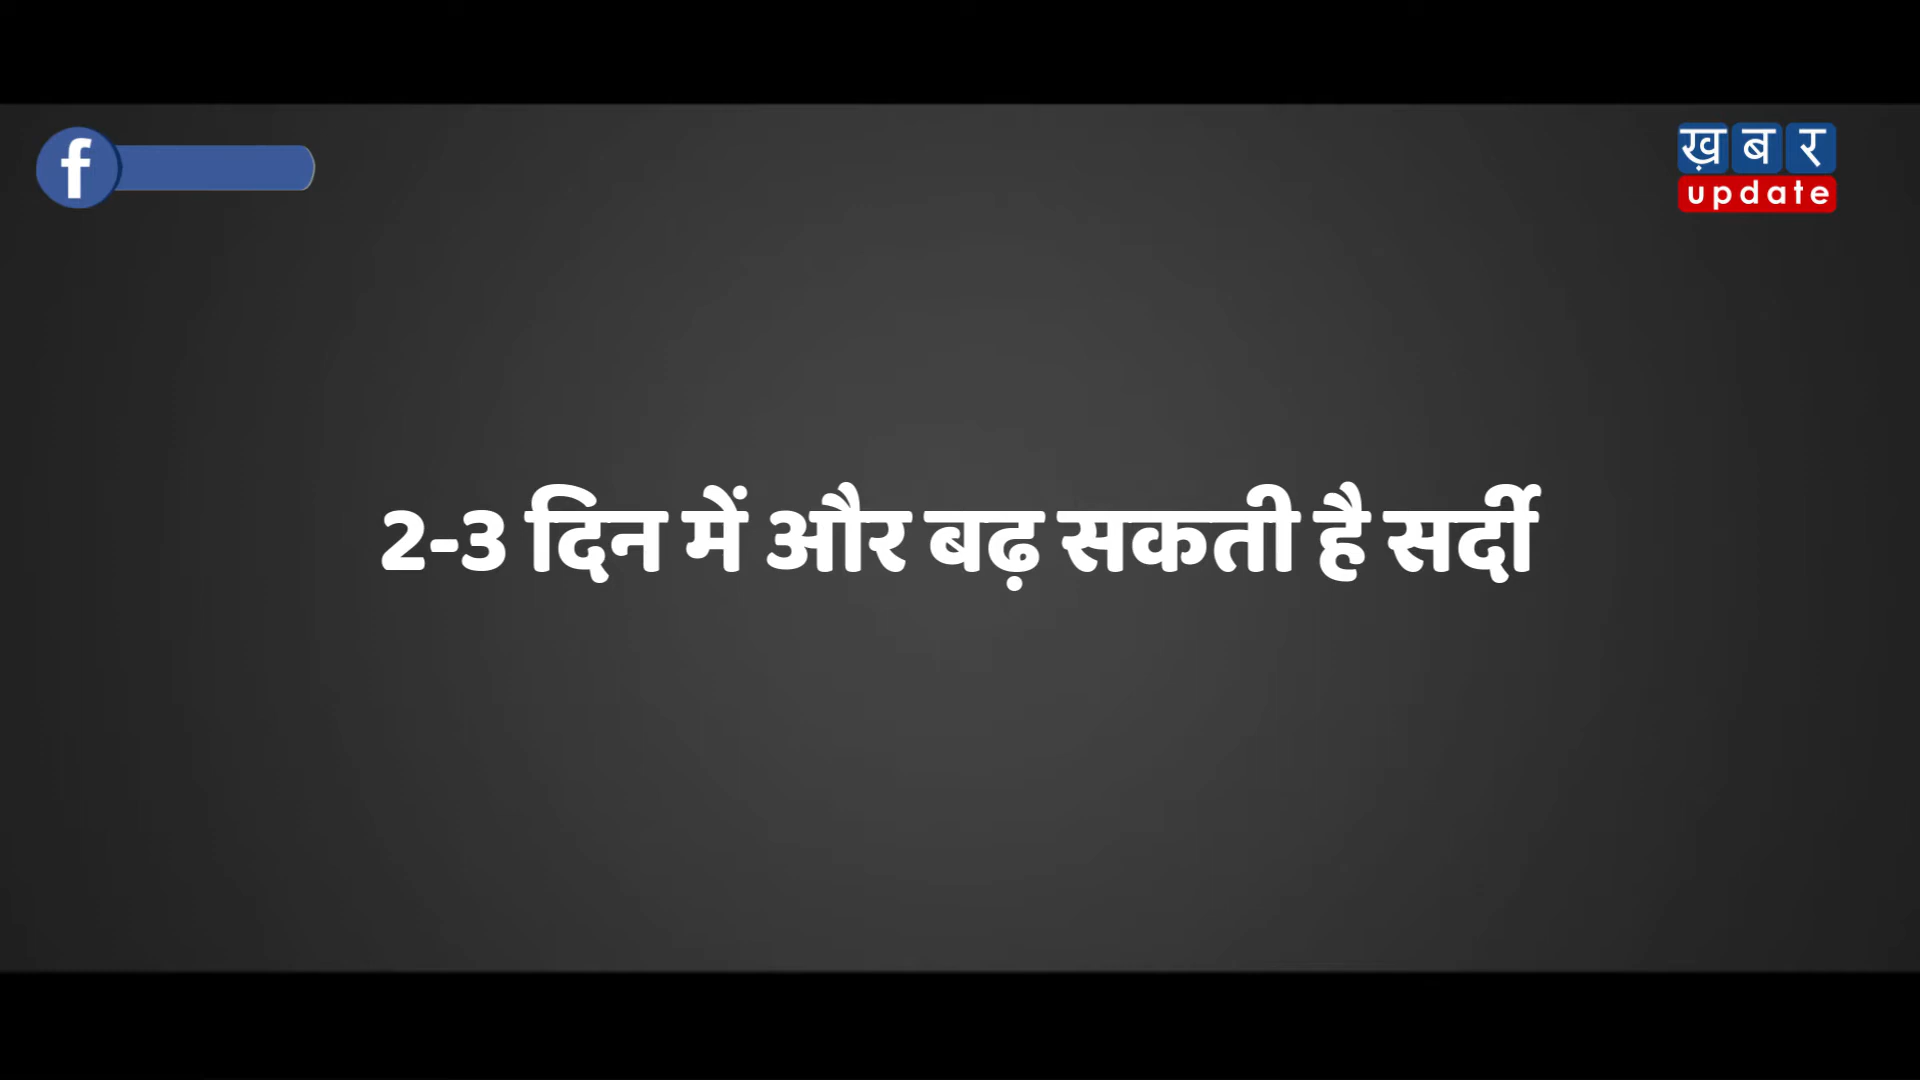 f
ख़बर
update
2-3 दिन में और बढ़ सकती है सर्दी